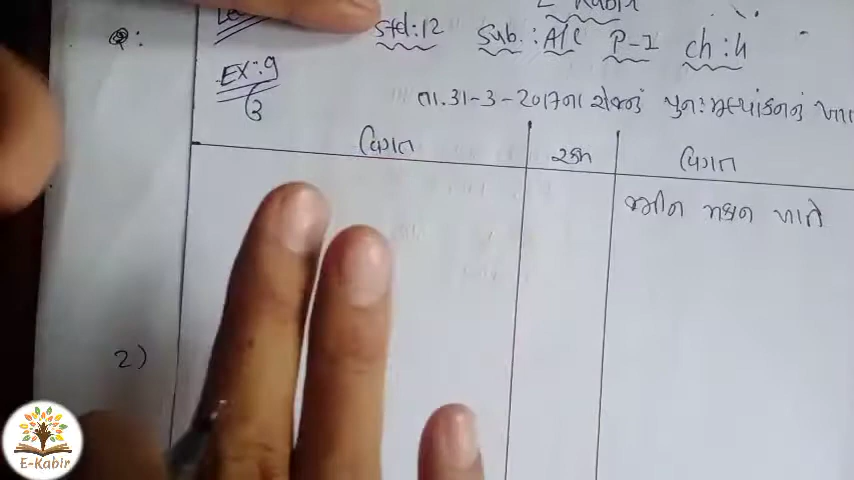 E Kabir
Q:
Std:12 Sub.: A/C P-I ch:4
Ex:9
3
તા.31-3-2017ના રોજનું પુનઃમૂલ્યાંકનનું ખા
વિગત રકમ વિગત
જમીન મકાન ખાતે
2)
E-Kabir